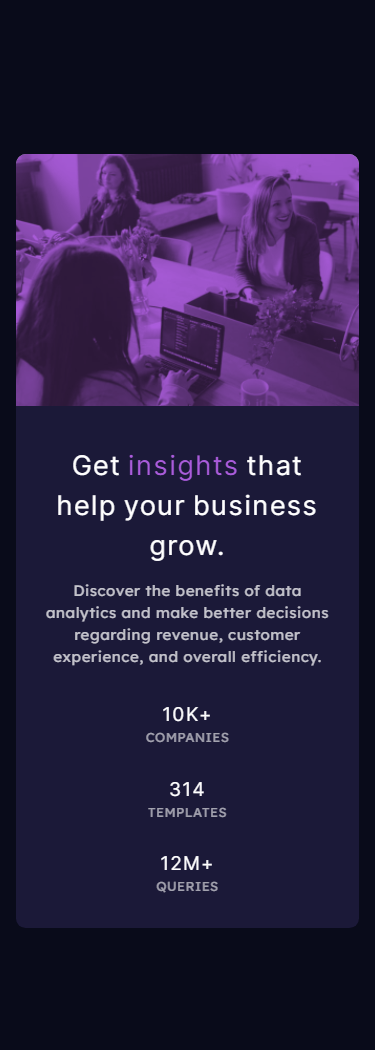 Get insights that
help your business
grow.
Discover the benefits of data
analytics and make better decisions
regarding revenue, customer
experience, and overall efficiency.
10K+
COMPANIES
314
TEMPLATES
12M+
QUERIES